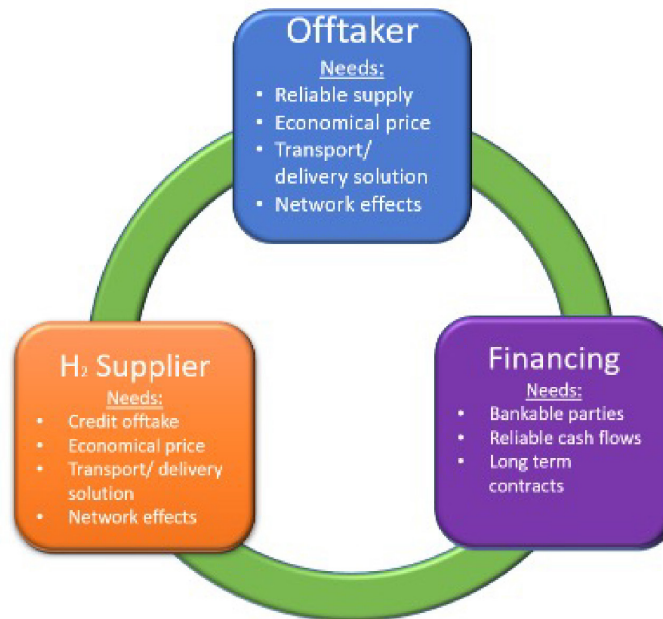 Offtaker
Needs:
• Reliable supply
• Economical price
• Transport/
delivery solution
• Network effects
H₂ Supplier
Needs:
• Credit offtake
• Economical price
• Transport/ delivery
solution
• Network effects
Financing
Needs:
• Bankable parties
• Reliable cash flows
• Long term
contracts